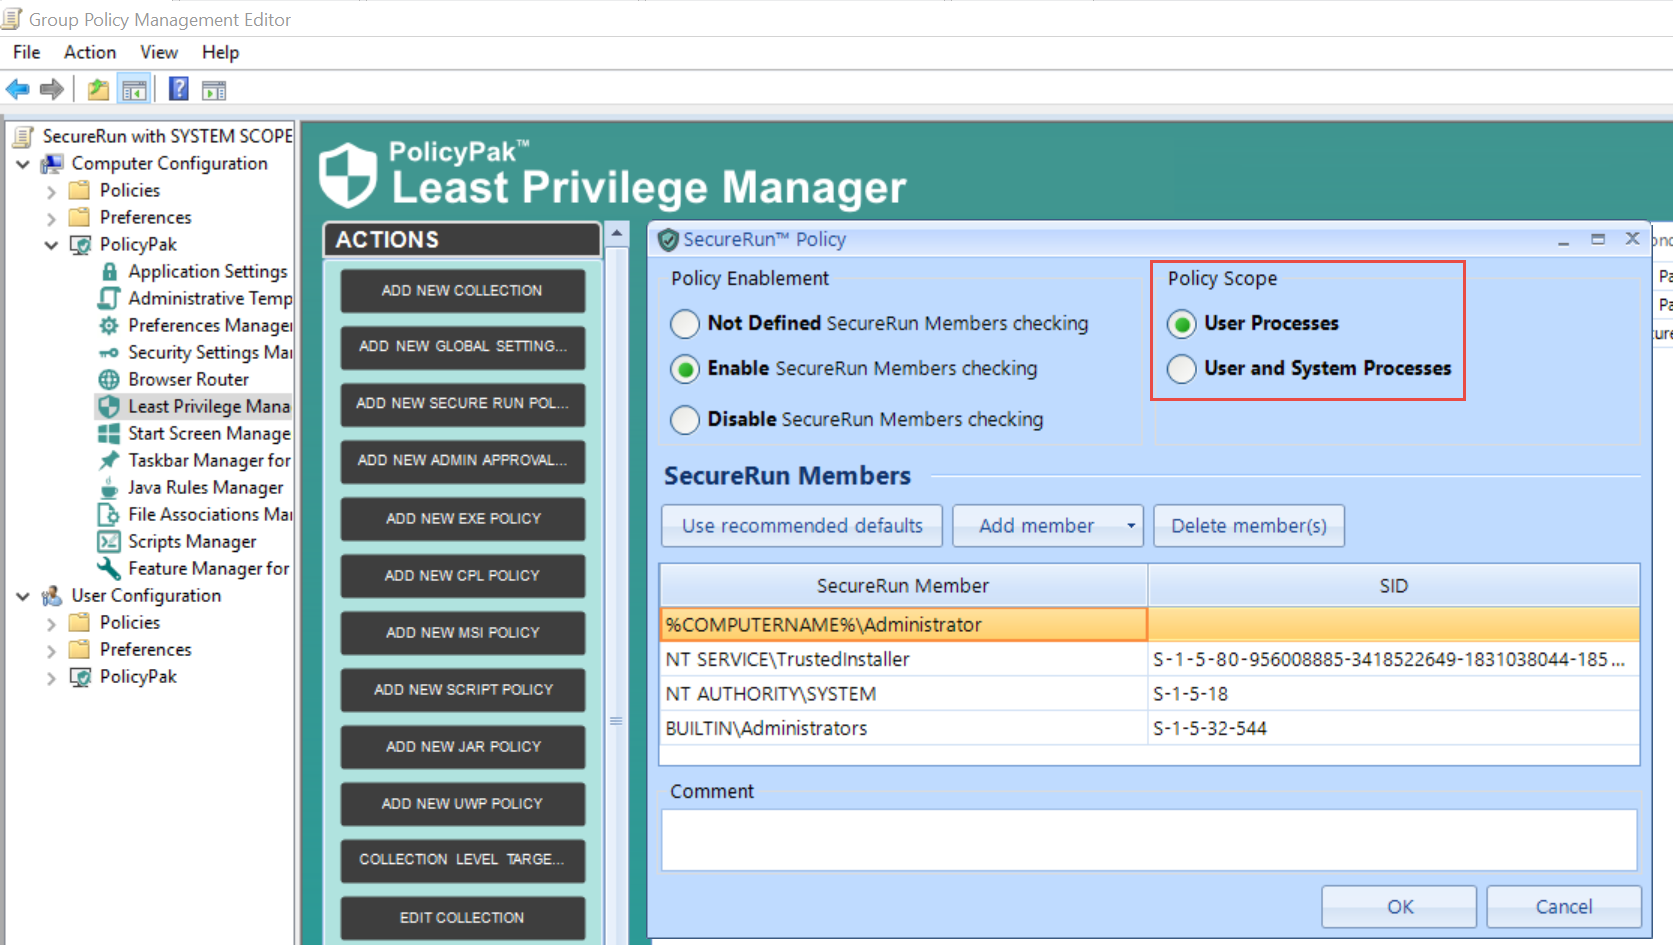 Group Policy Management Editor
File Action View Help
SecureRun with SYSTEM SCOPE
Computer Configuration
Policies
Preferences
PolicyPak
Application Settings
Administrative Temp
Preferences Manager
Security Settings Ma
Browser Router
Least Privilege Mana
Start Screen Manage
Taskbar Manager for
Java Rules Manager
File Associations Ma
Scripts Manager
Feature Manager for
User Configuration
Policies
Preferences
PolicyPak
PolicyPak™
Least Privilege Manager
ACTIONS
ADD NEW COLLECTION
ADD NEW GLOBAL SETTING...
ADD NEW SECURE RUN POL...
ADD NEW ADMIN APPROVAL...
ADD NEW EXE POLICY
ADD NEW CPL POLICY
ADD NEW MSI POLICY
ADD NEW SCRIPT POLICY
ADD NEW JAR POLICY
ADD NEW UWP POLICY
COLLECTION LEVEL TARGE...
EDIT COLLECTION
SecureRun™ Policy
Policy Enablement
Not Defined SecureRun Members checking
Enable SecureRun Members checking
Disable SecureRun Members checking
Policy Scope
User Processes
User and System Processes
SecureRun Members
Use recommended defaults Add member Delete member(s)
SecureRun Member SID
%COMPUTERNAME%\Administrator
NT SERVICE\TrustedInstaller S-1-5-80-956008885-3418522649-1831038044-185...
NT AUTHORITY\SYSTEM S-1-5-18
BUILTIN\Administrators S-1-5-32-544
Comment
OK Cancel
Pa
Pa